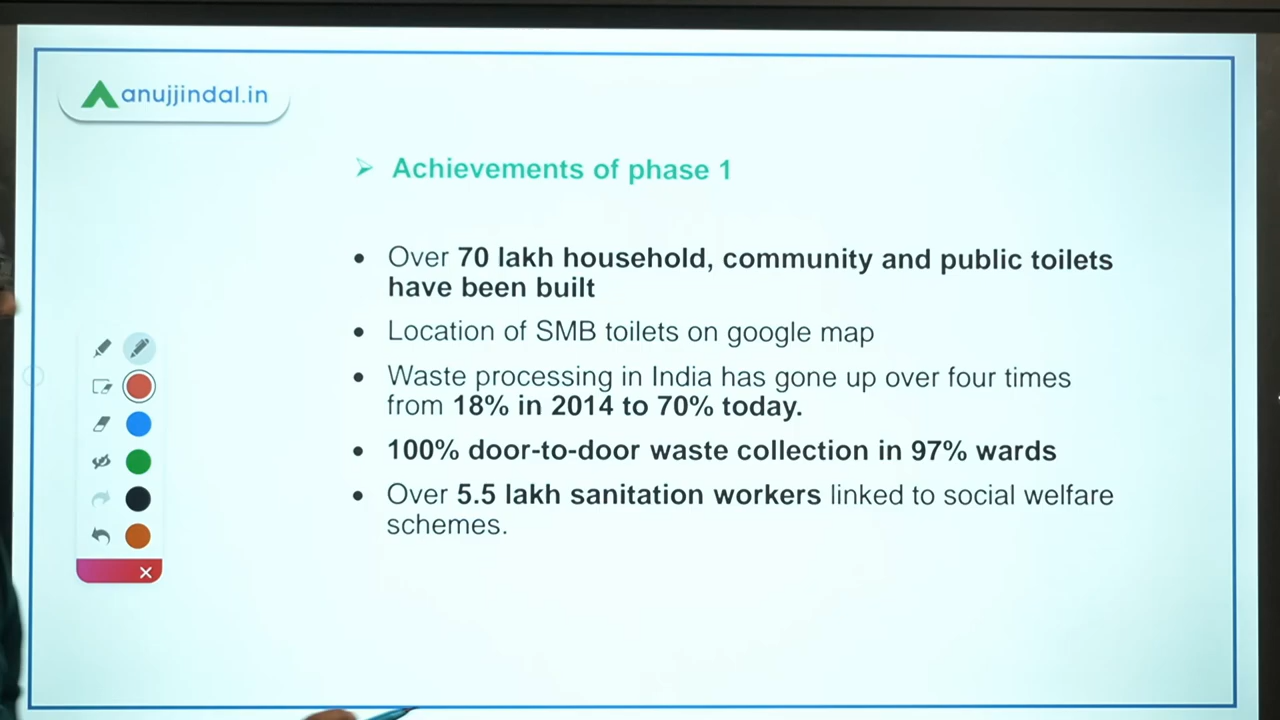 anujjindal.in
Achievements of phase 1
Over 70 lakh household, community and public toilets
have been built
Location of SMB toilets on google map
Waste processing in India has gone up over four times
from 18% in 2014 to 70% today.
100% door-to-door waste collection in 97% wards
Over 5.5 lakh sanitation workers linked to social welfare
schemes.